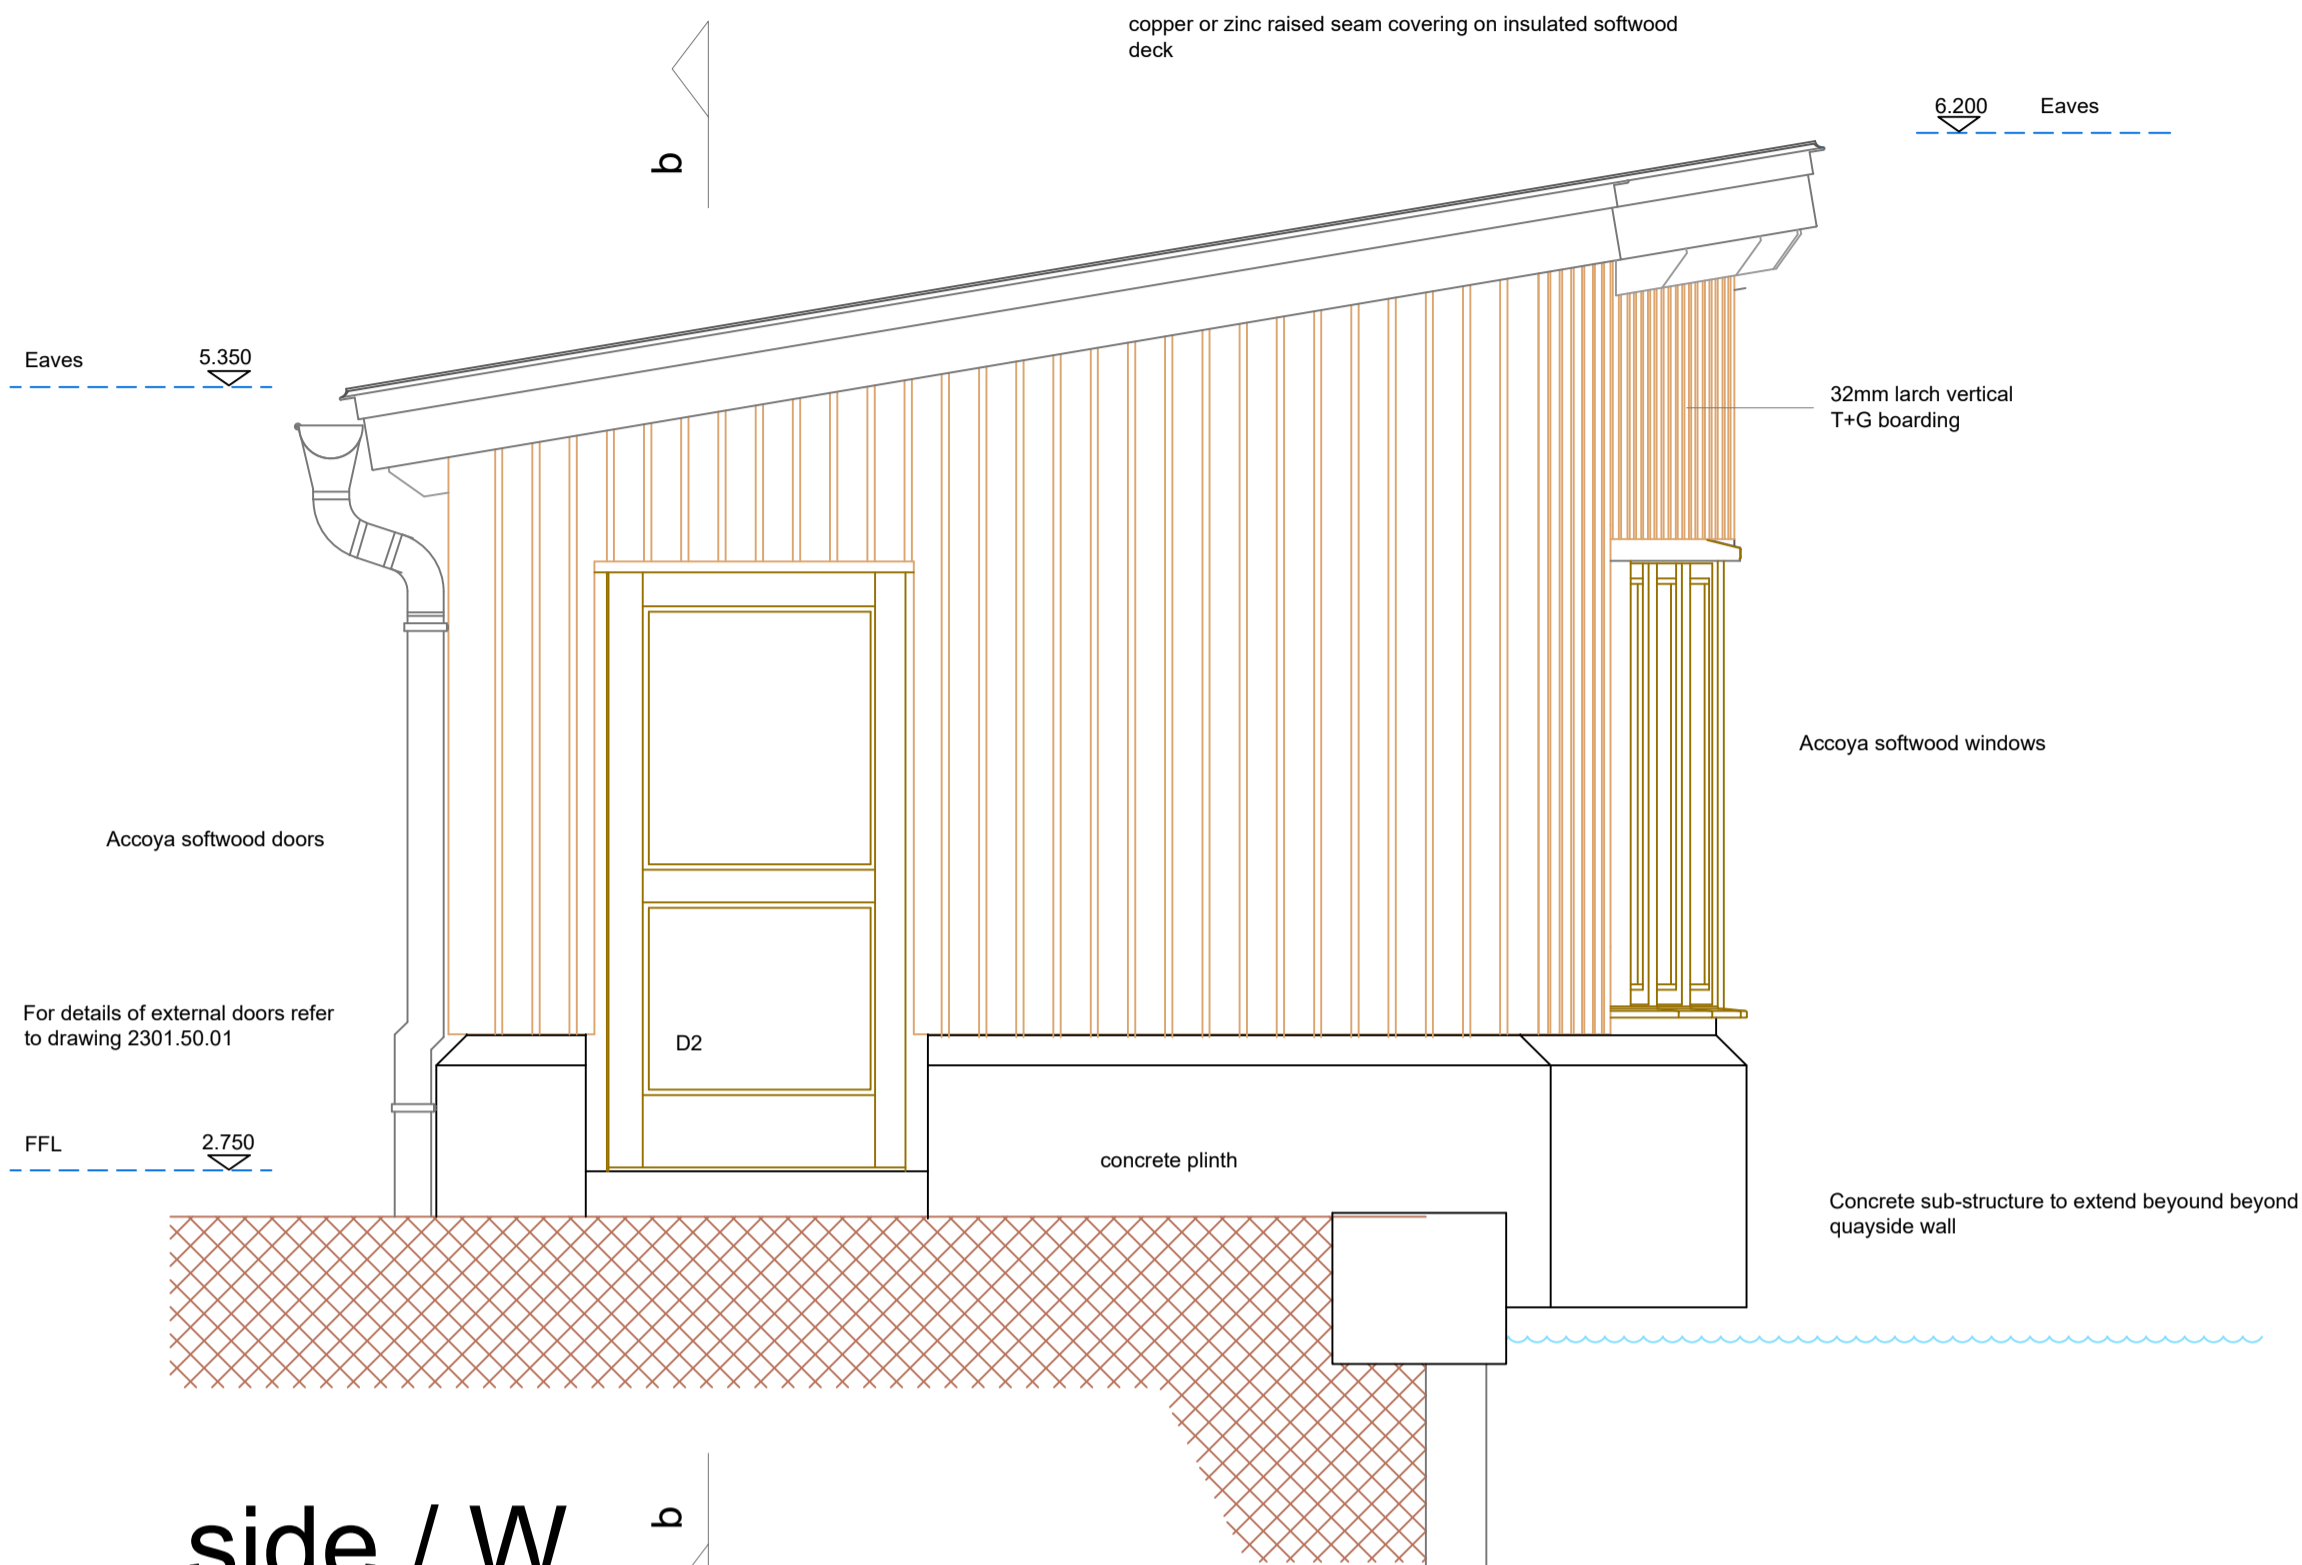 copper or zinc raised seam covering on insulated softwood
deck
6.200 Eaves
b
Eaves 5.350
32mm larch vertical
T+G boarding
Accoya softwood windows
Accoya softwood doors
For details of external doors refer
to drawing 2301.50.01
D2
FFL 2.750
concrete plinth
Concrete sub-structure to extend beyound beyond
quayside wall
b
side / W